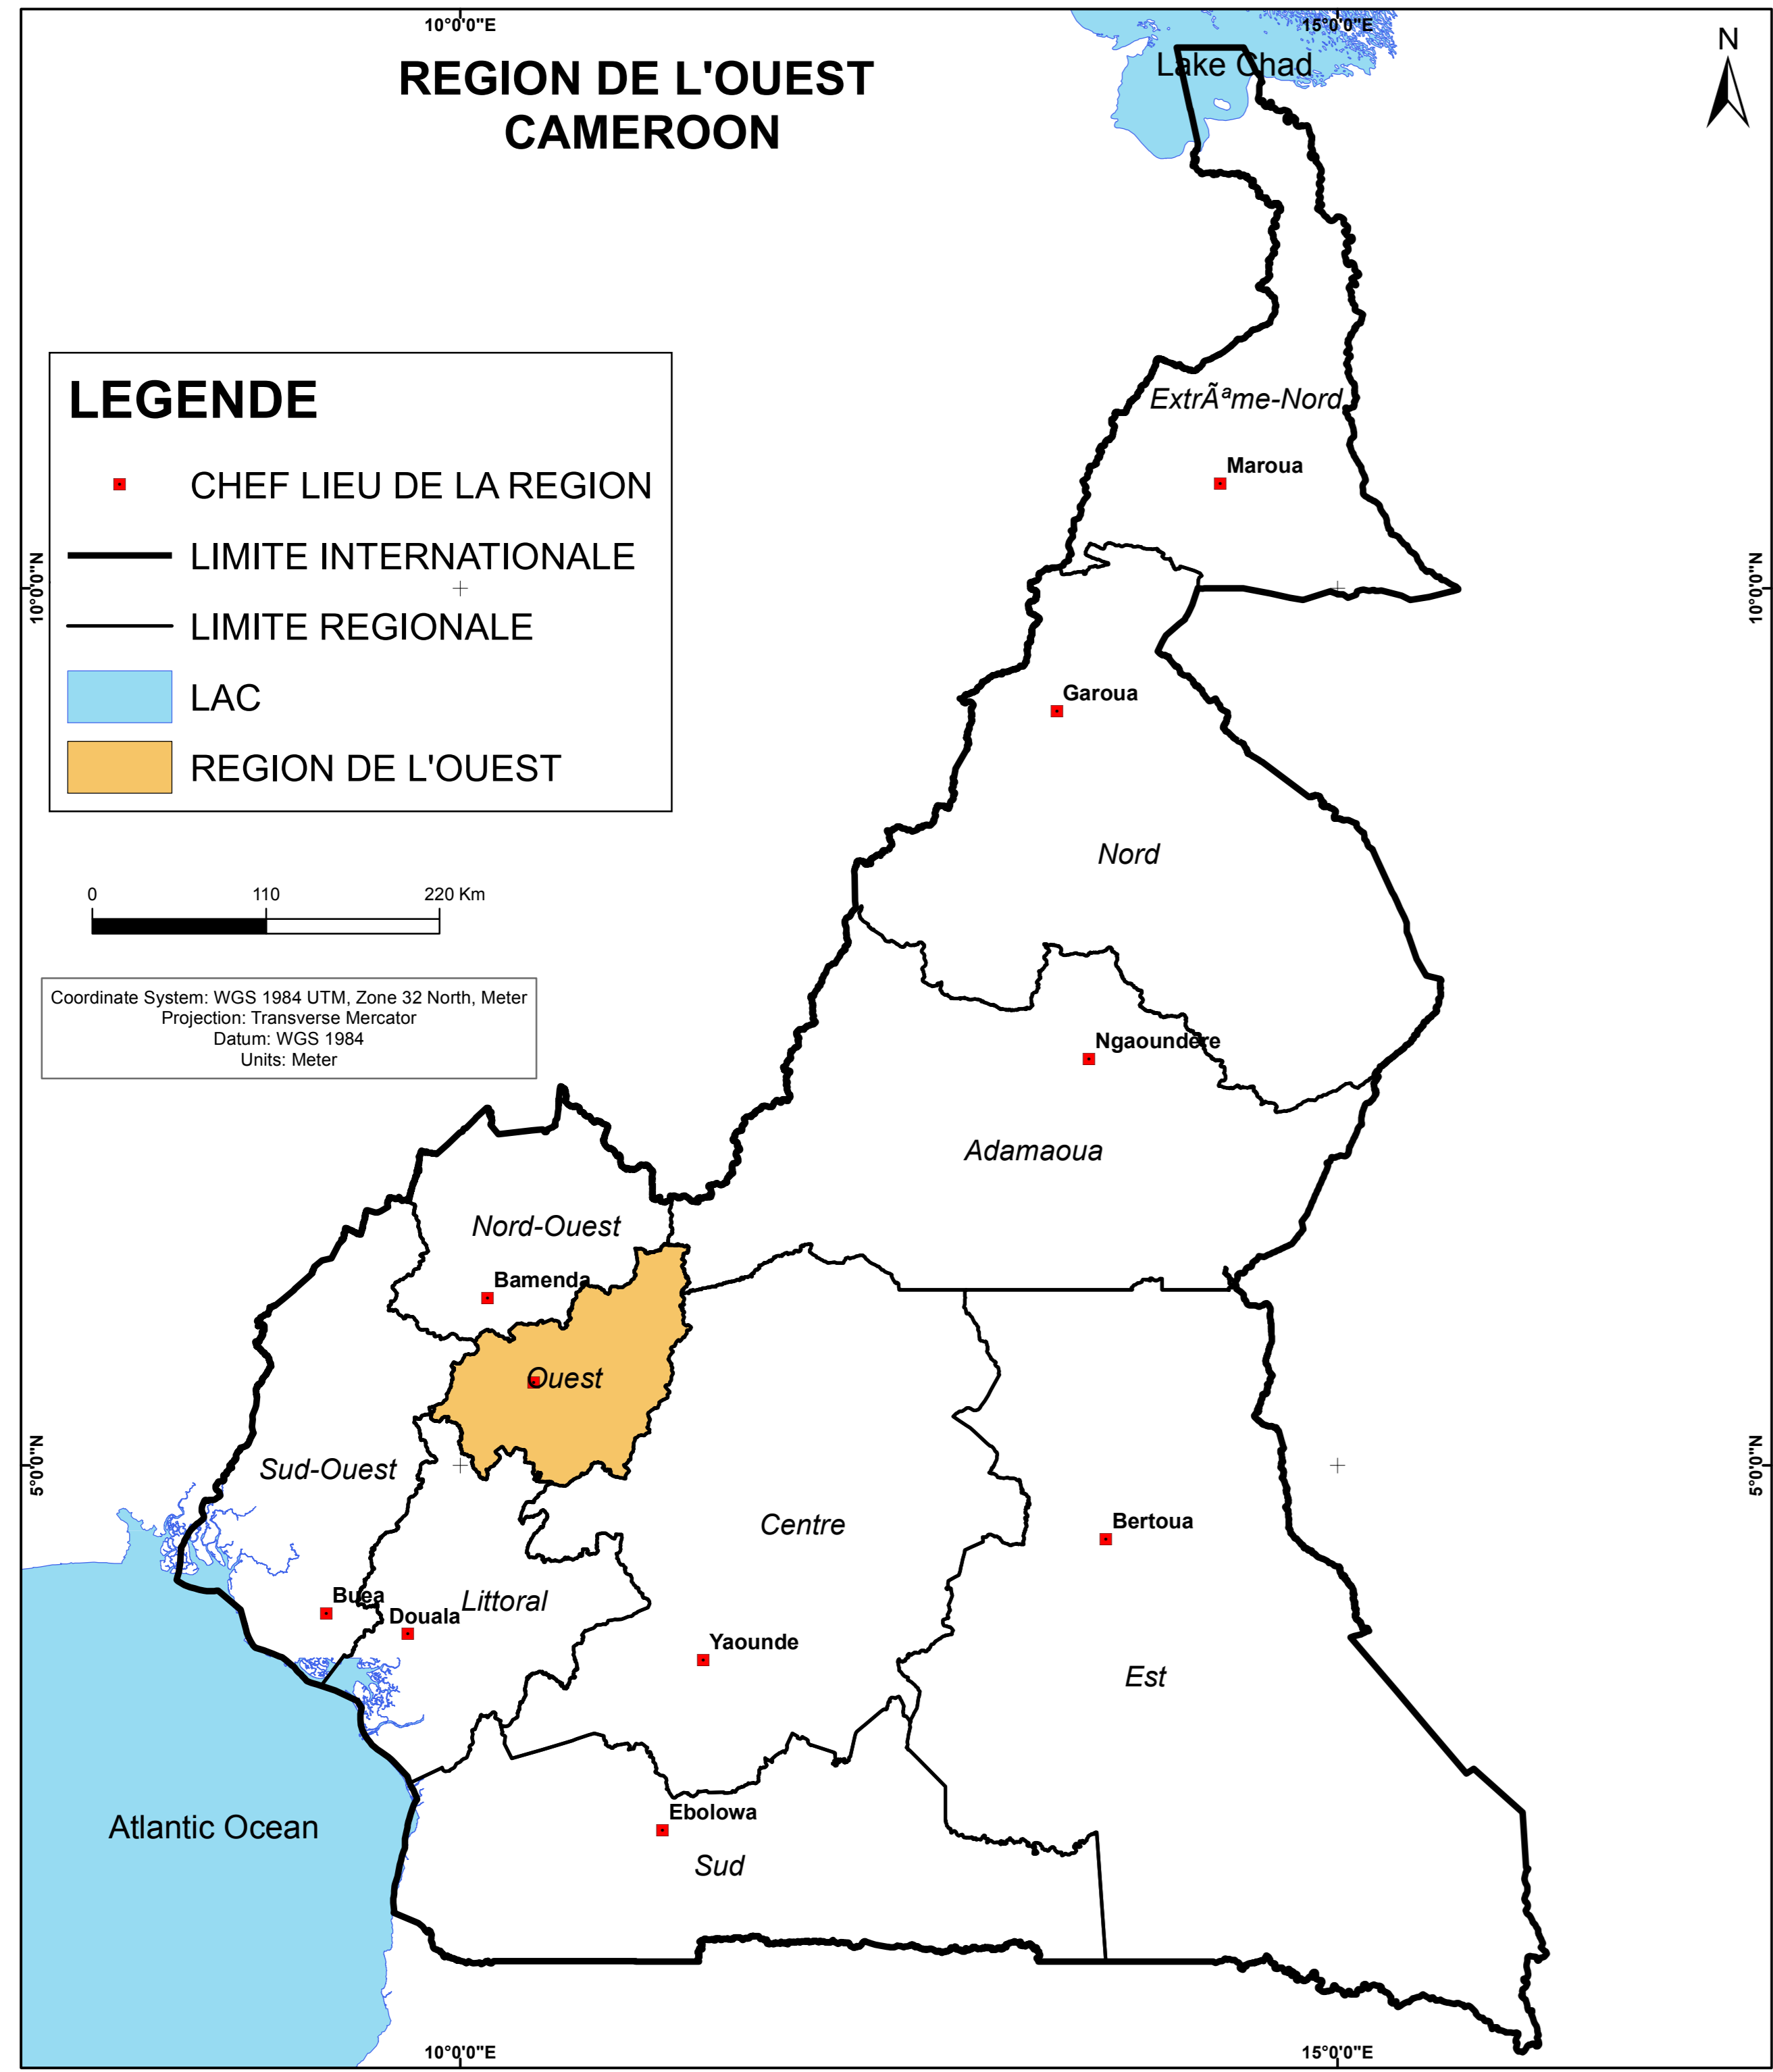 10°0'0"E
15°0'0"E
REGION DE L'OUEST
CAMEROON
Lake Chad
N
LEGENDE
CHEF LIEU DE LA REGION
LIMITE INTERNATIONALE
LIMITE REGIONALE
LAC
REGION DE L'OUEST
ExtrÃªme-Nord
Maroua
10°0'0"N
10°0'0"N
Garoua
Nord
0 110 220 Km
Coordinate System: WGS 1984 UTM, Zone 32 North, Meter
Projection: Transverse Mercator
Datum: WGS 1984
Units: Meter
Ngaoundere
Adamaoua
Nord-Ouest
Bamenda
Ouest
5°0'0"N
5°0'0"N
Sud-Ouest
Centre
Bertoua
Buea
Littoral
Douala
Yaounde
Est
Ebolowa
Atlantic Ocean
Sud
10°0'0"E
15°0'0"E